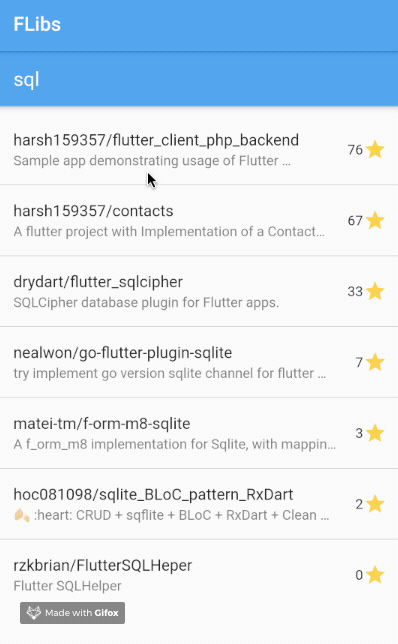 FLibs
sql
harsh159357/flutter_client_php_backend
Sample app demonstrating usage of Flutter ...
76
harsh159357/contacts
A flutter project with Implementation of a Contact...
67
drydart/flutter_sqlcipher
SQLCipher database plugin for Flutter apps.
33
nealwon/go-flutter-plugin-sqlite
try implement go version sqlite channel for flutter ...
7
matei-tm/f-orm-m8-sqlite
A f_orm_m8 implementation for Sqlite, with mappin...
3
hoc081098/sqlite_BLoC_pattern_RxDart
:heart: CRUD + sqflite + BLoC + RxDart + Clean ...
2
rzkbrian/FlutterSQLHeper
Flutter SQLHelper
0
Made with Gifox